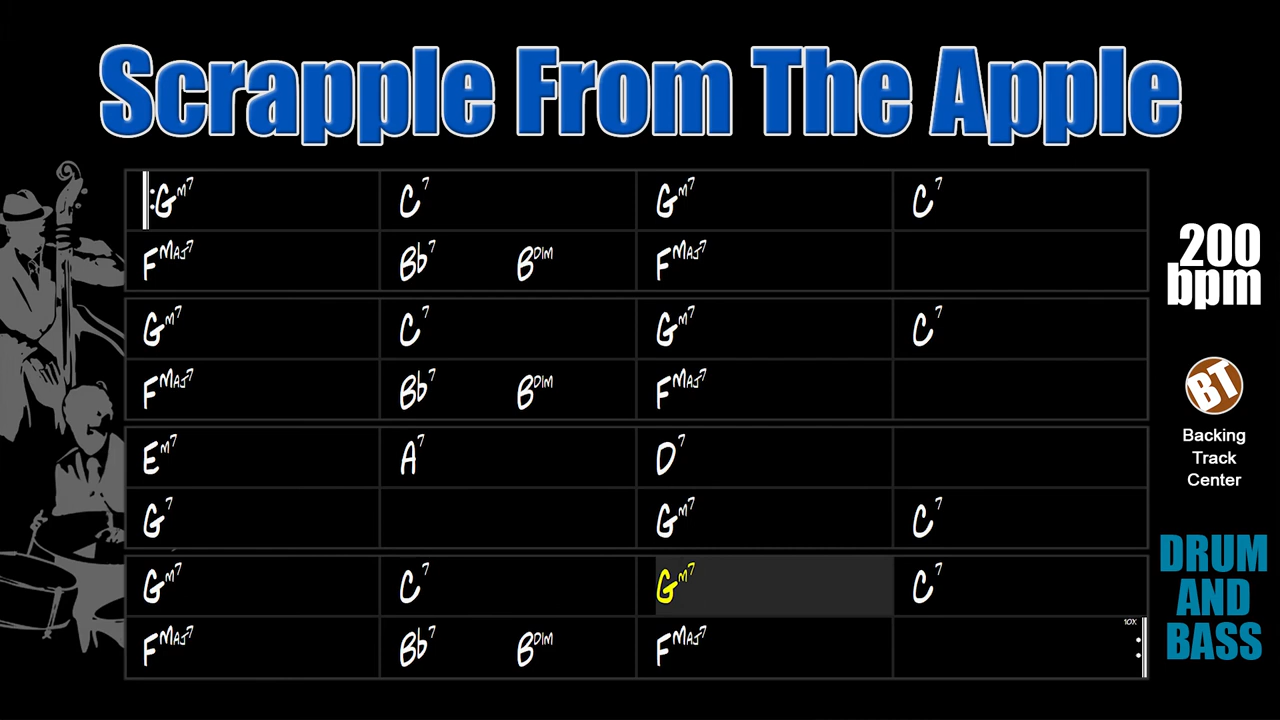 Scrapple From The Apple
Gm7 C7 Gm7 C7
FMaj7 Bb7 BDIM FMaj7
Gm7 C7 Gm7 C7
FMaj7 Bb7 BDIM FMaj7
Em7 A7 D7
G7 Gm7 C7
Gm7 C7 Gm7 C7
FMaj7 Bb7 BDIM FMaj7
10X
200
bpm
BT
Backing
Track
Center
DRUM
AND
BASS